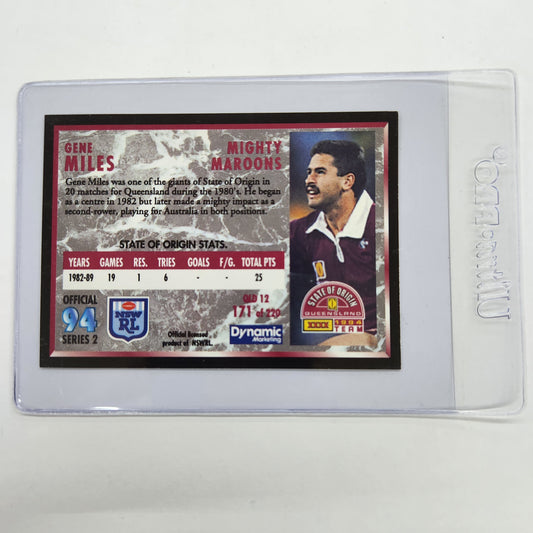 GENE
MILES
MIGHTY
MAROONS
Gene Miles was one of the giants of State of Origin in
20 matches for Queensland during the 1980's. He began
as a centre in 1982 but later made a mighty impact as a
second-rower, playing for Australia in both positions.
STATE OF ORIGIN STATS.
YEARS GAMES RES. TRIES GOALS F/G. TOTAL PTS
1982-89 19 1 6 - - 25
OFFICIAL
94
SERIES 2
NSW
RL
Official licensed
product of NSWRL.
QLD 12
171 of 220
Dynamic
Marketing
STATE OF ORIGIN
QUEENSLAND
XXXX 1994
TEAM